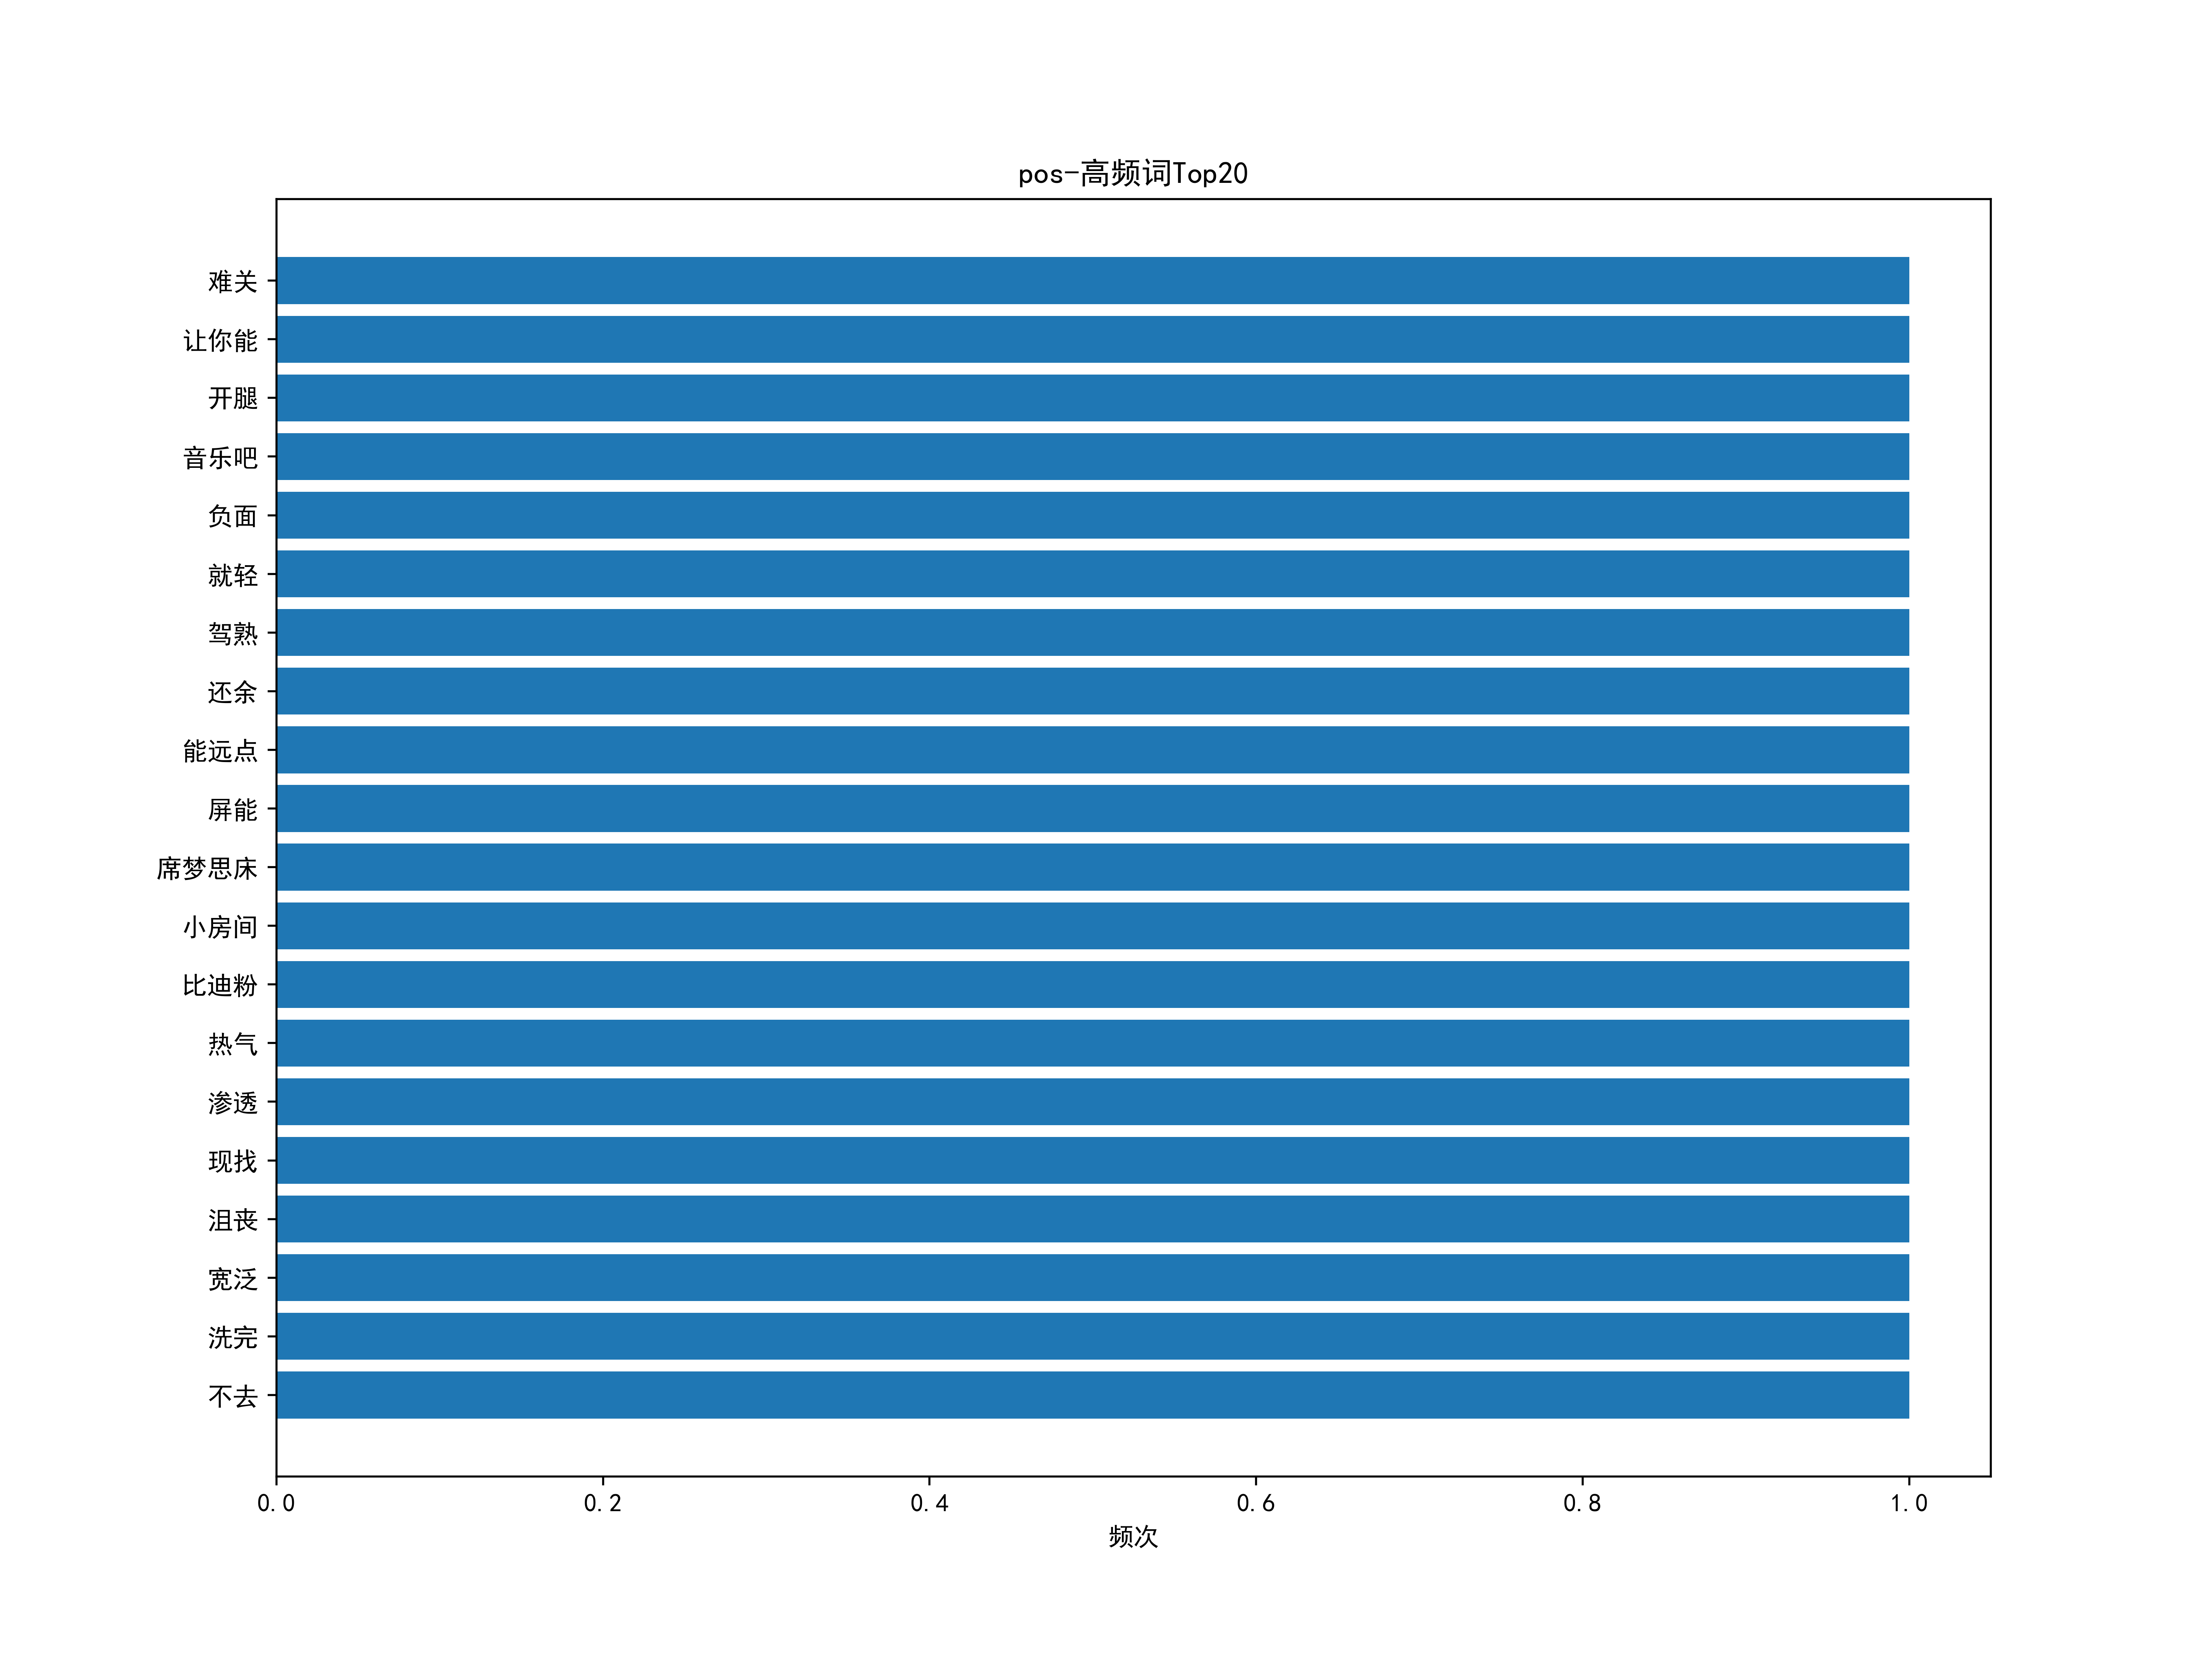 pos-高频词Top20
难关
让你能
开腿
音乐吧
负面
就轻
驾熟
还余
能远点
屏能
席梦思床
小房间
比迪粉
热气
渗透
现找
沮丧
宽泛
洗完
不去
0.0 0.2 0.4 0.6 0.8 1.0
频次